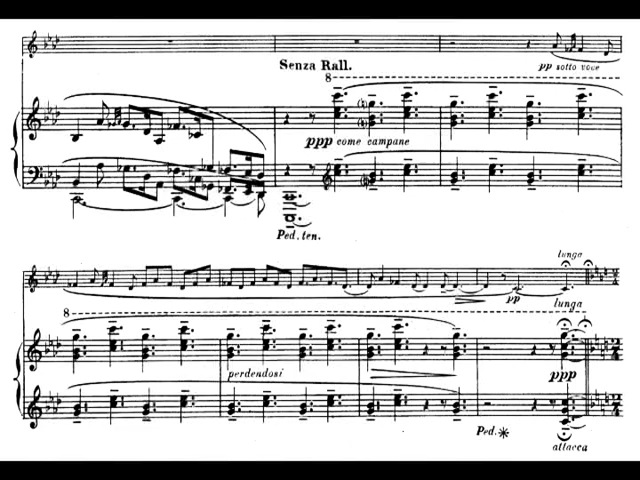 Senza Rall.
pp sotto voce
8
ppp come campane
Ped. ten.
lunga
pp
lunga
8
perdendosi
ppp
Ped.
attacca